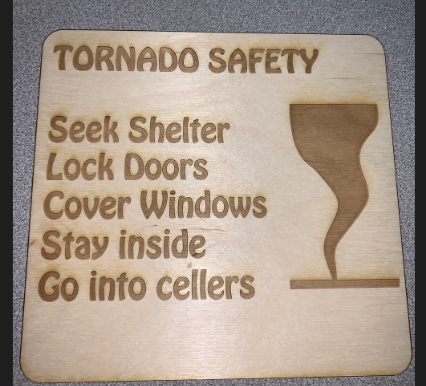 TORNADO SAFETY
Seek Shelter
Lock Doors
Cover Windows
Stay inside
Go into cellers